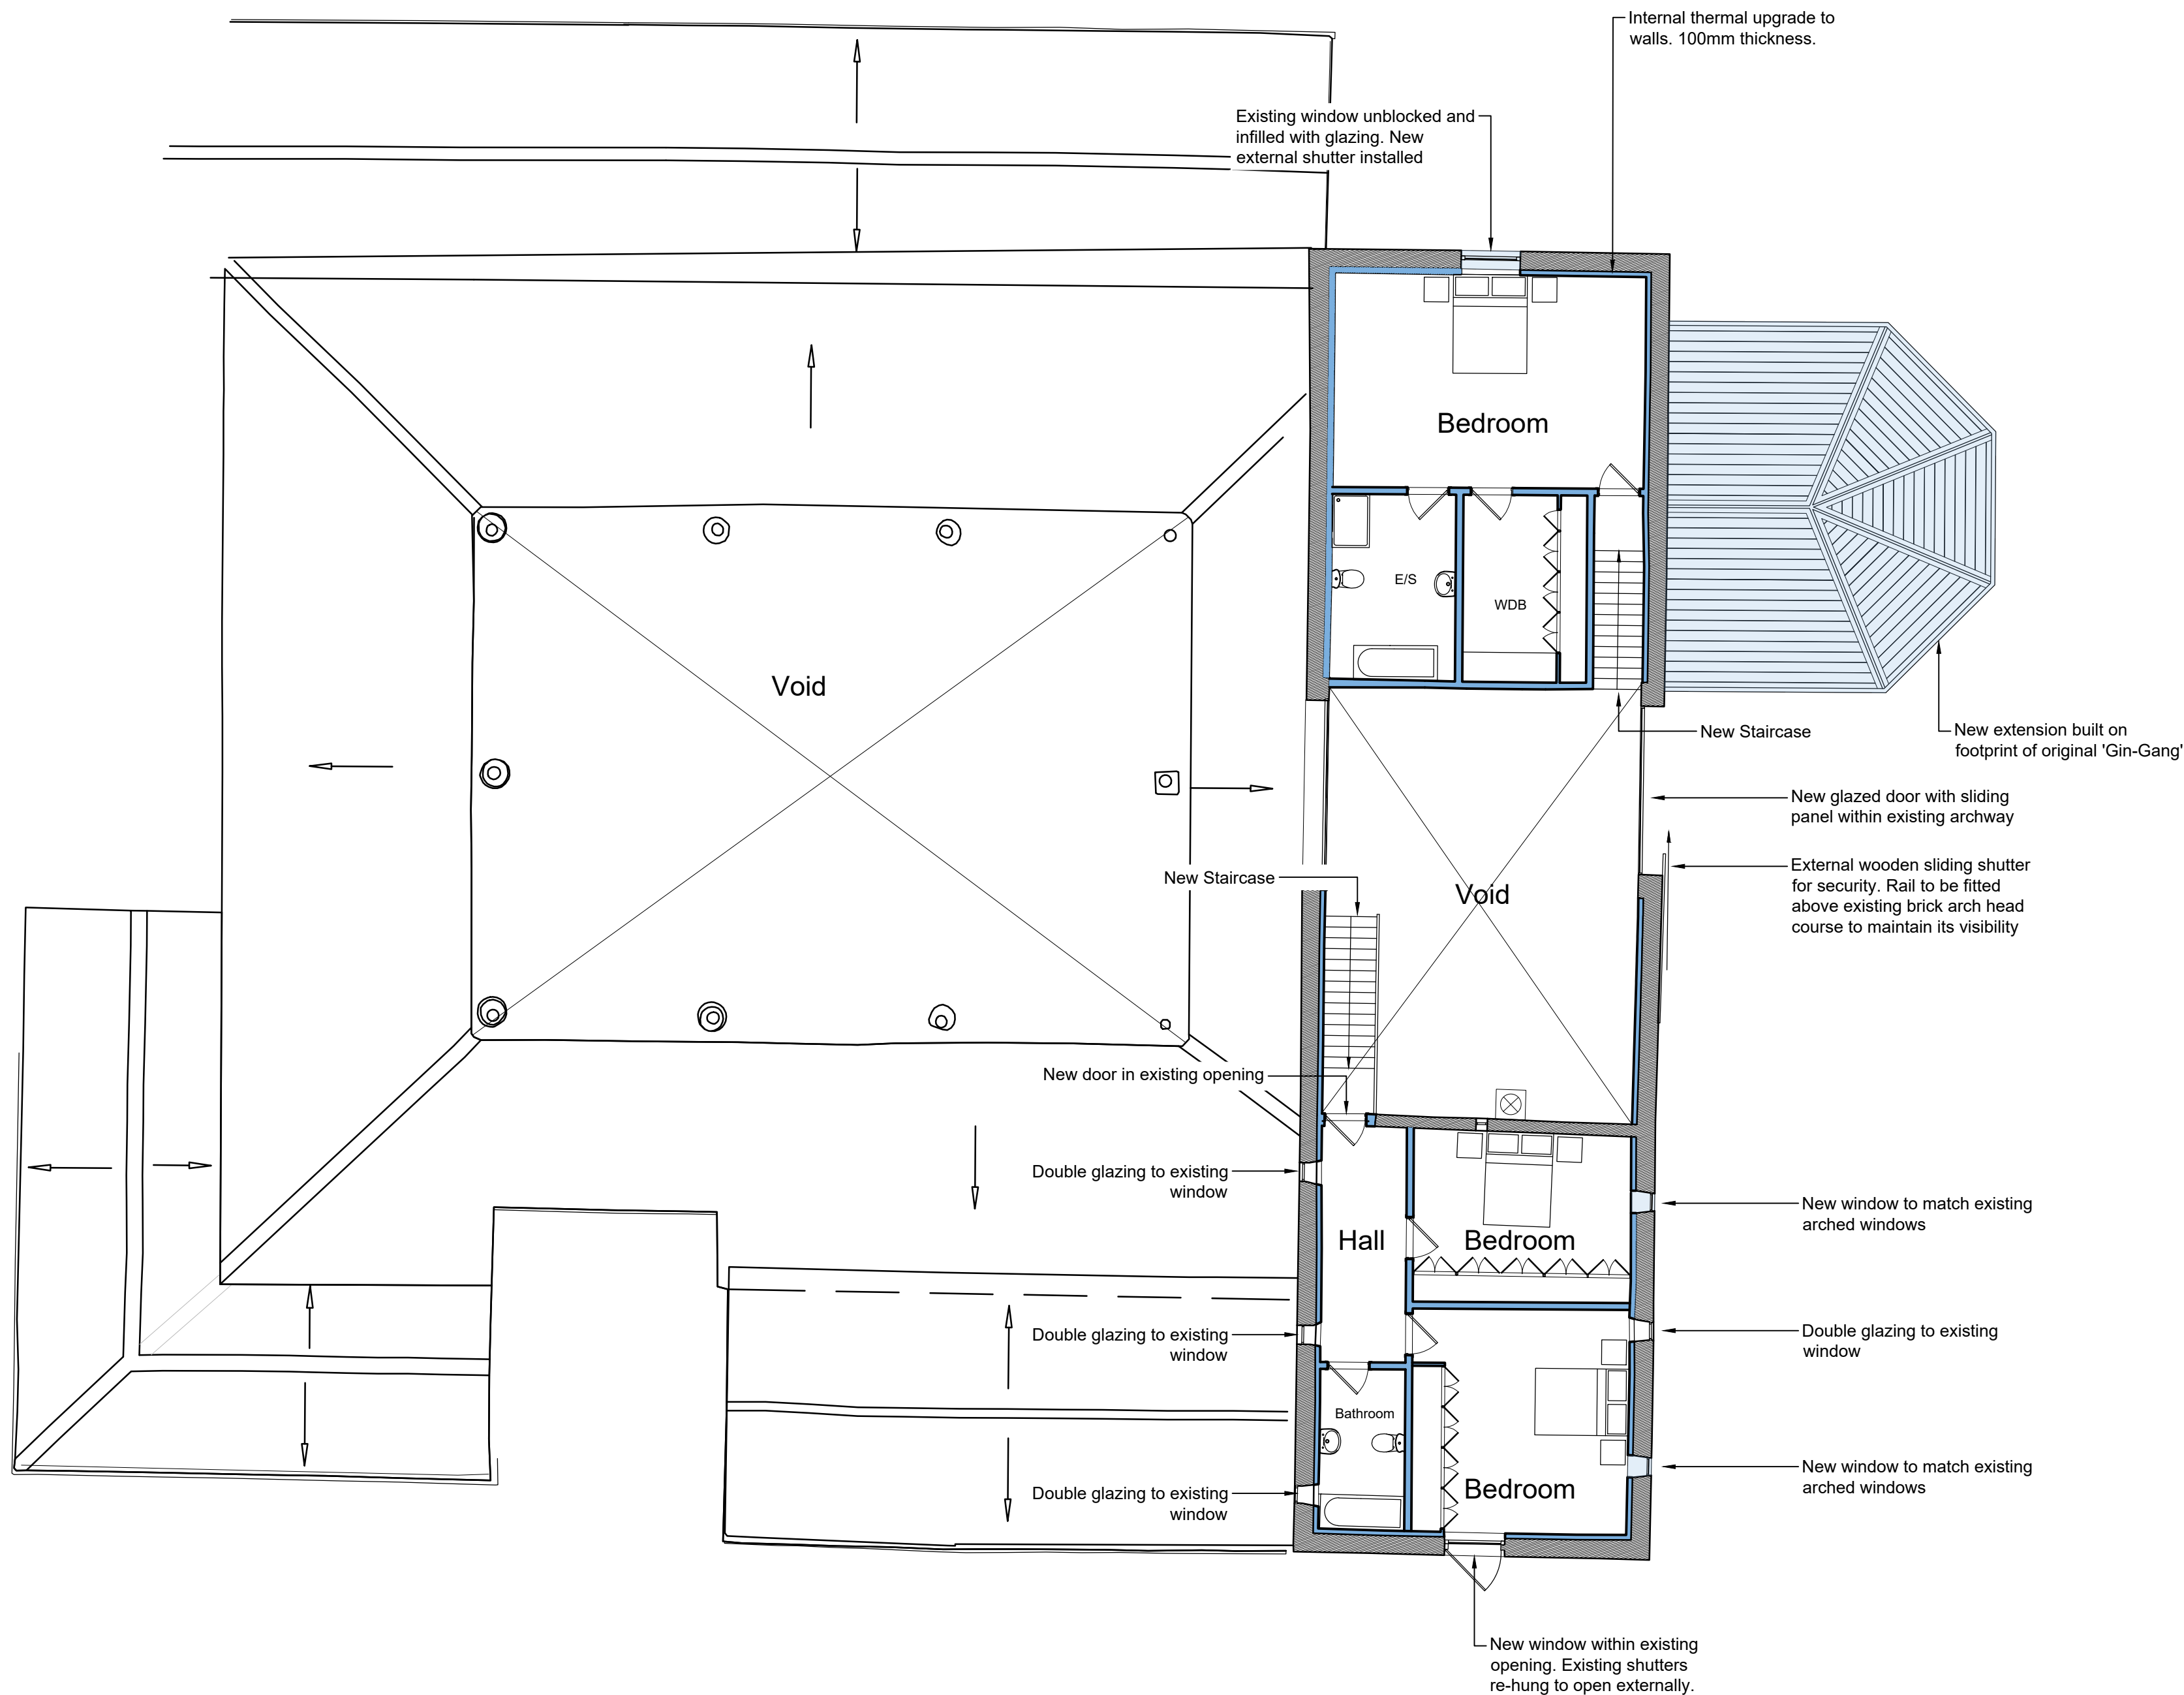 Internal thermal upgrade to
walls. 100mm thickness.
Existing window unblocked and
infilled with glazing. New
external shutter installed
Bedroom
E/S
WDB
Void
New Staircase
New extension built on
footprint of original 'Gin-Gang'
New glazed door with sliding
panel within existing archway
External wooden sliding shutter
for security. Rail to be fitted
above existing brick arch head
course to maintain its visibility
New Staircase
Void
New door in existing opening
Double glazing to existing
window
New window to match existing
arched windows
Hall
Bedroom
Double glazing to existing
window
Double glazing to existing
window
Bathroom
New window to match existing
arched windows
Double glazing to existing
window
Bedroom
New window within existing
opening. Existing shutters
re-hung to open externally.